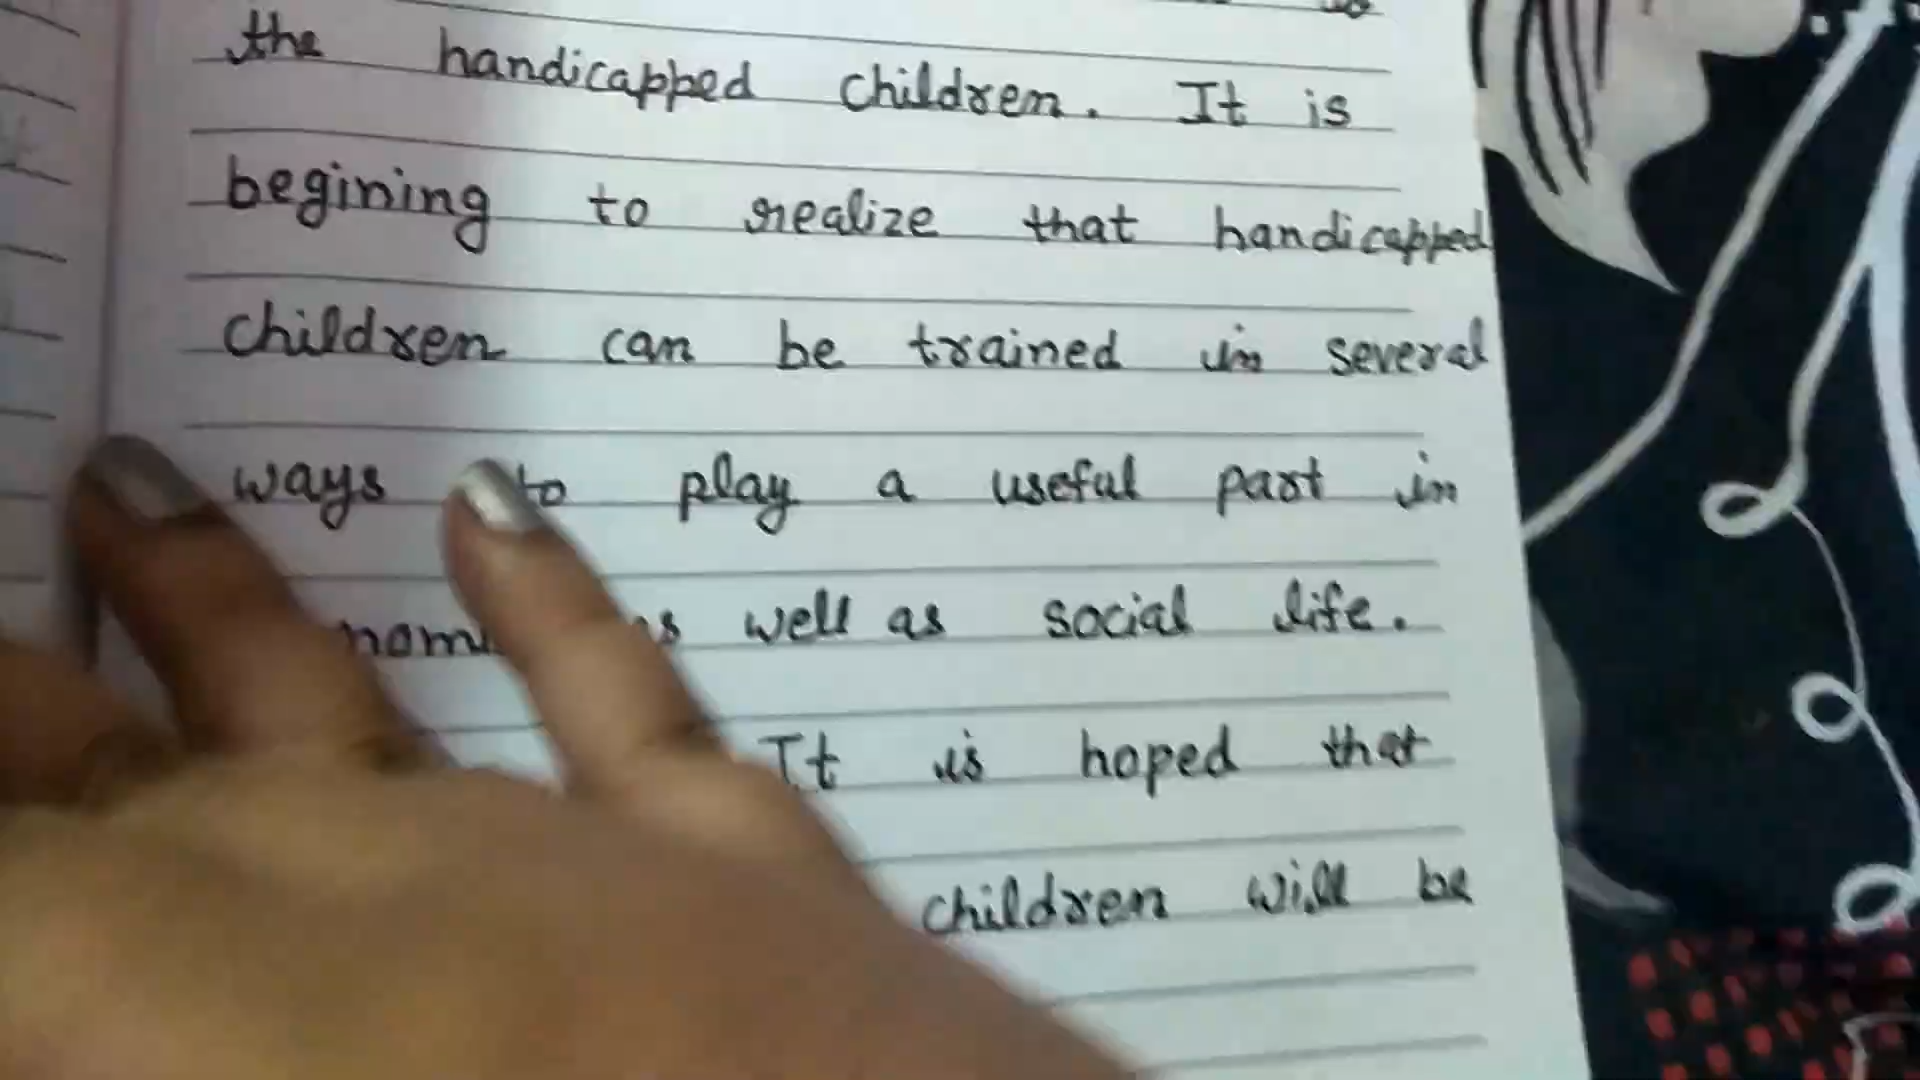 the handicapped children. It is
begining to realize that handicapped
children can be trained in several
ways to play a useful part in
well as social life.
It is hoped that
children will be